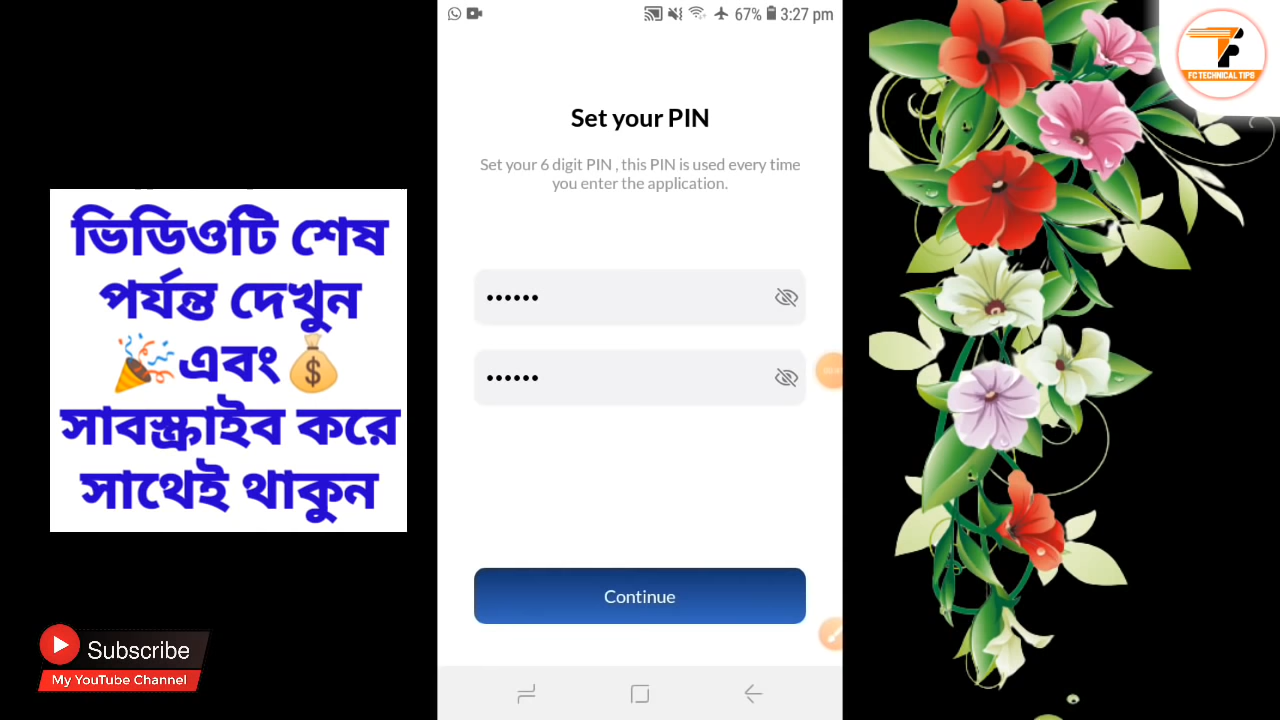 67% 3:27 pm
FC TECHNICAL TIPS
Set your PIN
Set your 6 digit PIN , this PIN is used every time
you enter the application.
ভিডিওটি শেষ
পর্যন্ত দেখুন
🎉এবং💰
সাবস্ক্রাইব করে
সাথেই থাকুন
••••••
••••••
Continue
Subscribe
My YouTube Channel